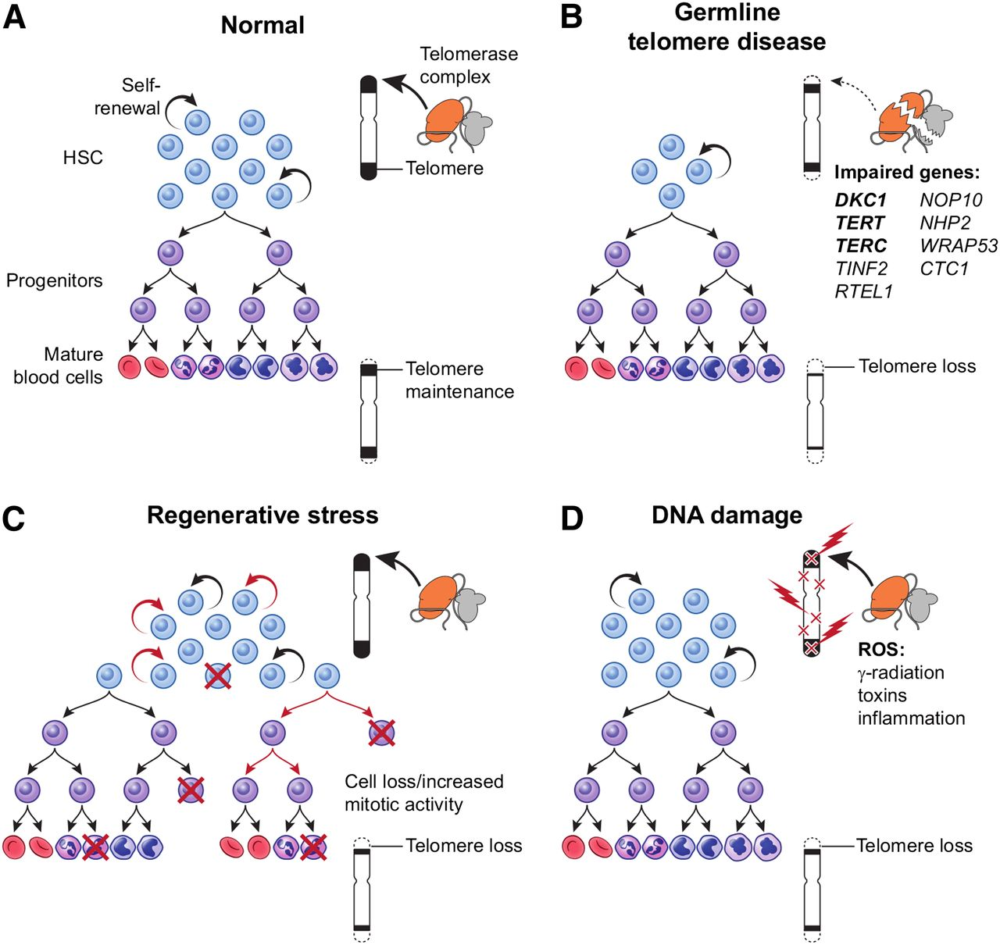 A
Normal
Self-
renewal
HSC
Telomerase
complex
Telomere
Progenitors
Mature
blood cells
Telomere
maintenance
B
Germline
telomere disease
Impaired genes:
DKC1 NOP10
TERT NHP2
TERC WRAP53
TINF2 CTC1
RTEL1
Telomere loss
C
Regenerative stress
Cell loss/increased
mitotic activity
Telomere loss
D
DNA damage
ROS:
γ-radiation
toxins
inflammation
Telomere loss